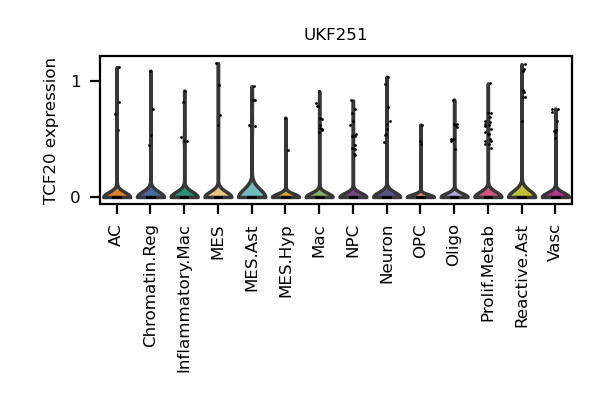 UKF251
TCF20 expression
1
0
AC
Chromatin.Reg
Inflammatory.Mac
MES
MES.Ast
MES.Hyp
Mac
NPC
Neuron
OPC
Oligo
Prolif.Metab
Reactive.Ast
Vasc